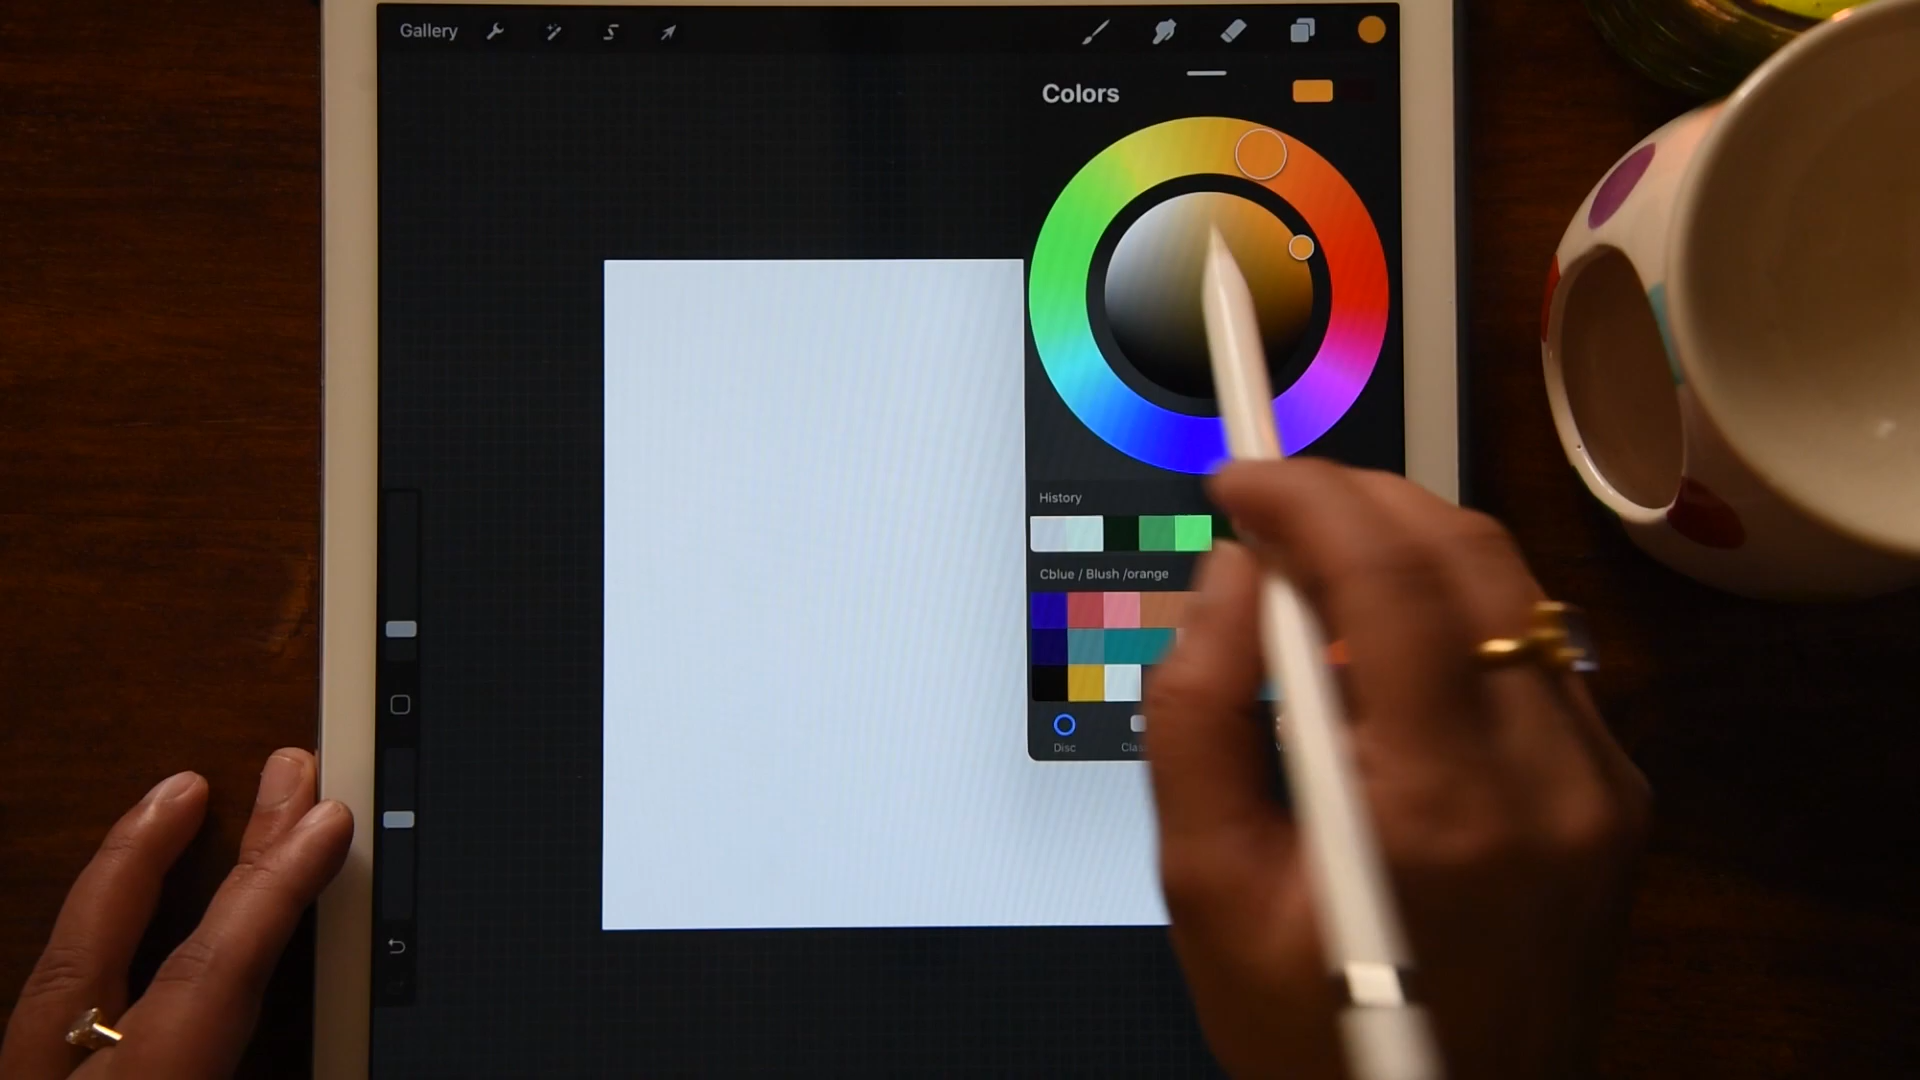 Gallery
Colors
History
Cblue / Blush /orange
Disc